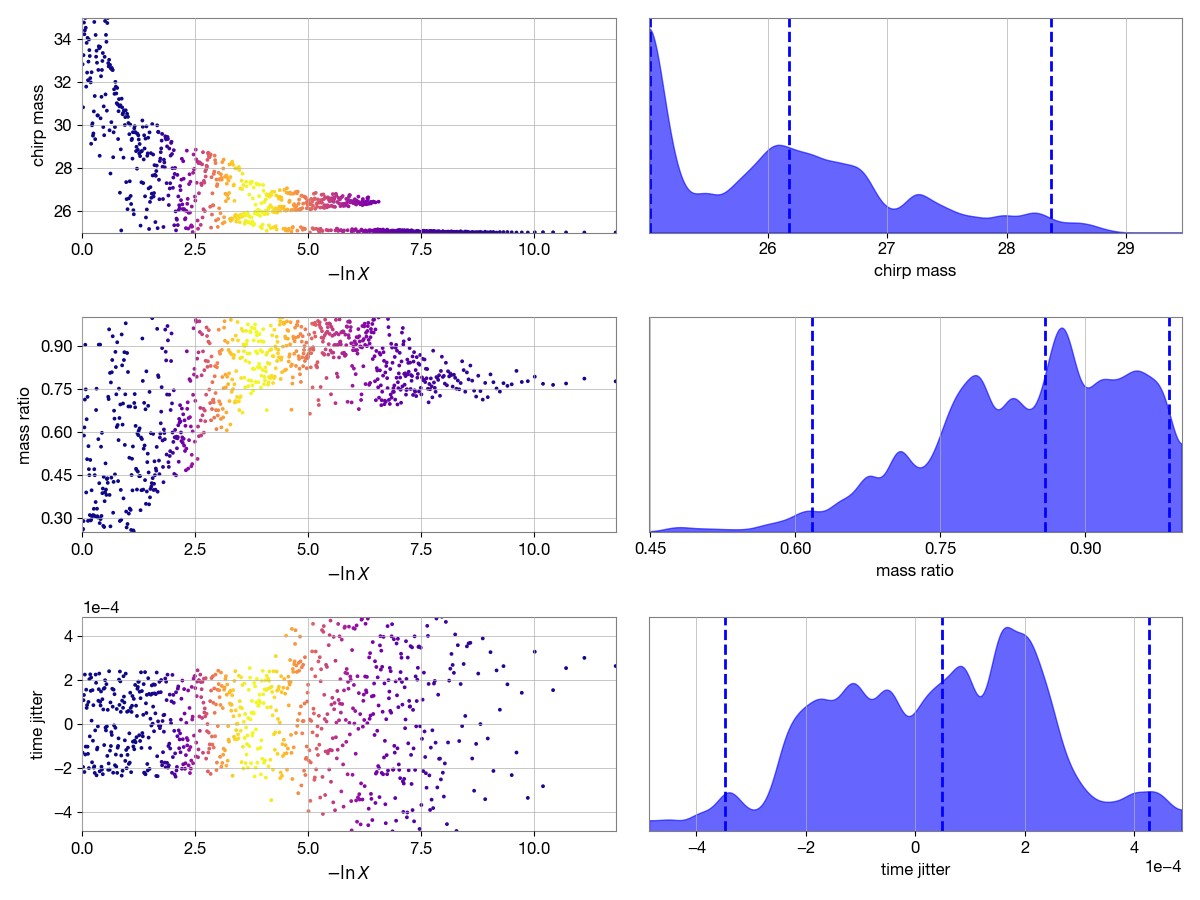 34
32
30
28
26
chirp mass
0.0 2.5 5.0 7.5 10.0
−ln X
26 27 28 29
chirp mass
0.90
0.75
0.60
0.45
0.30
mass ratio
0.0 2.5 5.0 7.5 10.0
−ln X
0.45 0.60 0.75 0.90
mass ratio
1e−4
4
2
0
−2
−4
time jitter
0.0 2.5 5.0 7.5 10.0
−ln X
−4 −2 0 2 4
1e−4
time jitter